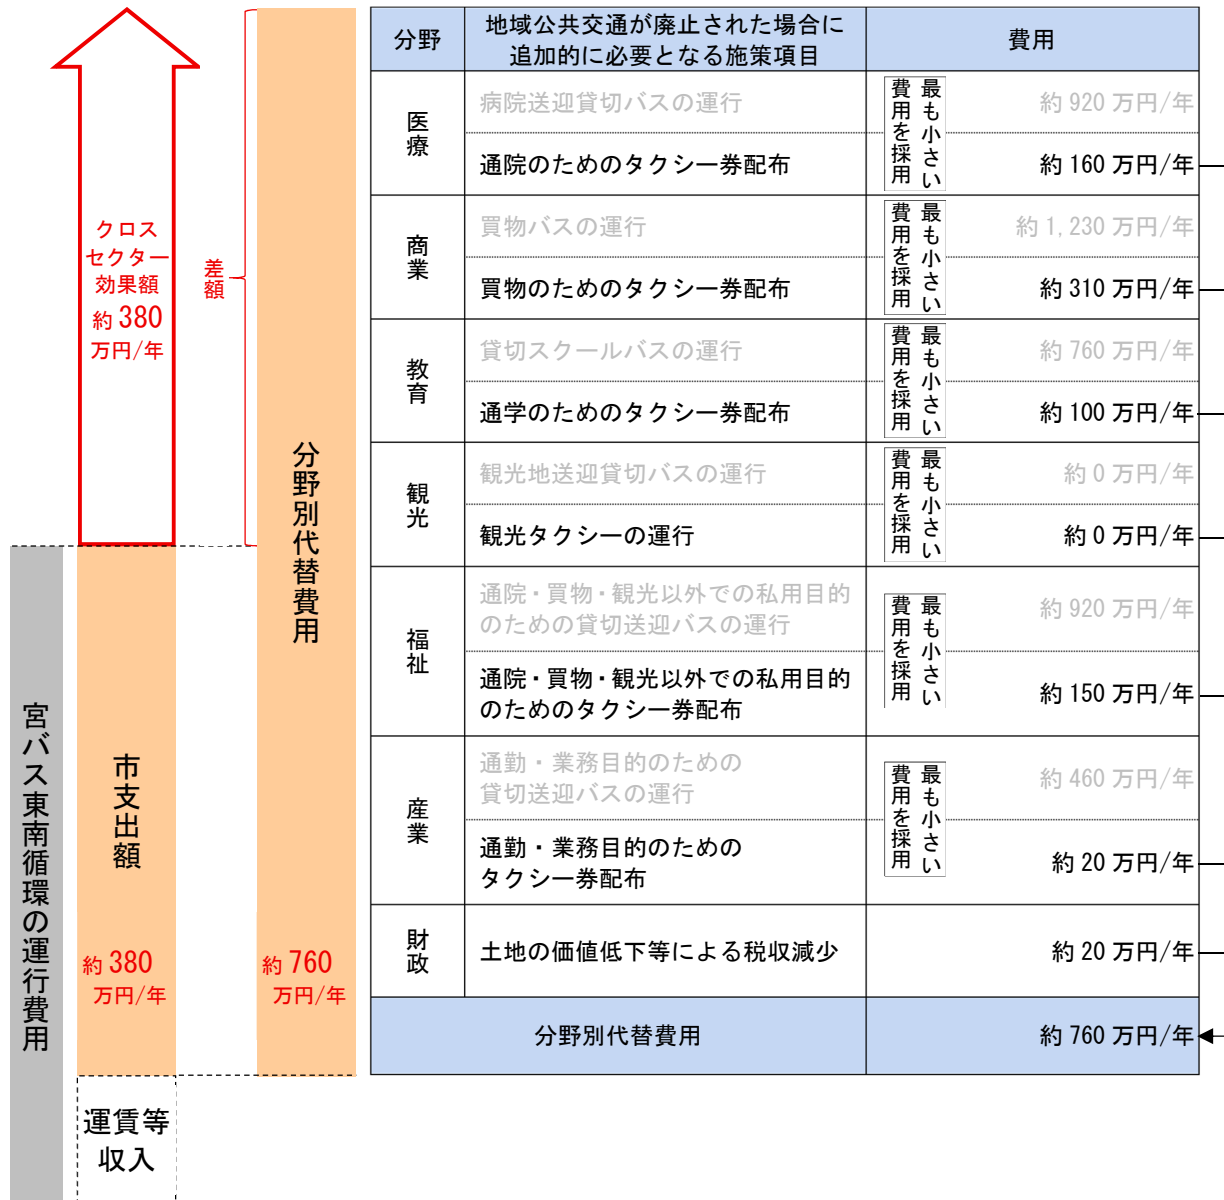 クロス
セクター
効果額
約 380
万円/年
差額
分野別代替費用
約 760
万円/年
宮バス東南循環の運行費用
市支出額
約 380
万円/年
運賃等
収入
分野
地域公共交通が廃止された場合に
追加的に必要となる施策項目
費用
医療
病院送迎貸切バスの運行
最も小さい
費用を採用
約 920 万円/年
通院のためのタクシー券配布
約 160 万円/年
商業
買物バスの運行
最も小さい
費用を採用
約 1,230 万円/年
買物のためのタクシー券配布
約 310 万円/年
教育
貸切スクールバスの運行
最も小さい
費用を採用
約 760 万円/年
通学のためのタクシー券配布
約 100 万円/年
観光
観光地送迎貸切バスの運行
最も小さい
費用を採用
約 0 万円/年
観光タクシーの運行
約 0 万円/年
福祉
通院・買物・観光以外での私用目的
のための貸切送迎バスの運行
最も小さい
費用を採用
約 920 万円/年
通院・買物・観光以外での私用目的
のためのタクシー券配布
約 150 万円/年
産業
通勤・業務目的のための
貸切送迎バスの運行
最も小さい
費用を採用
約 460 万円/年
通勤・業務目的のための
タクシー券配布
約 20 万円/年
財政
土地の価値低下等による税収減少
約 20 万円/年
分野別代替費用
約 760 万円/年